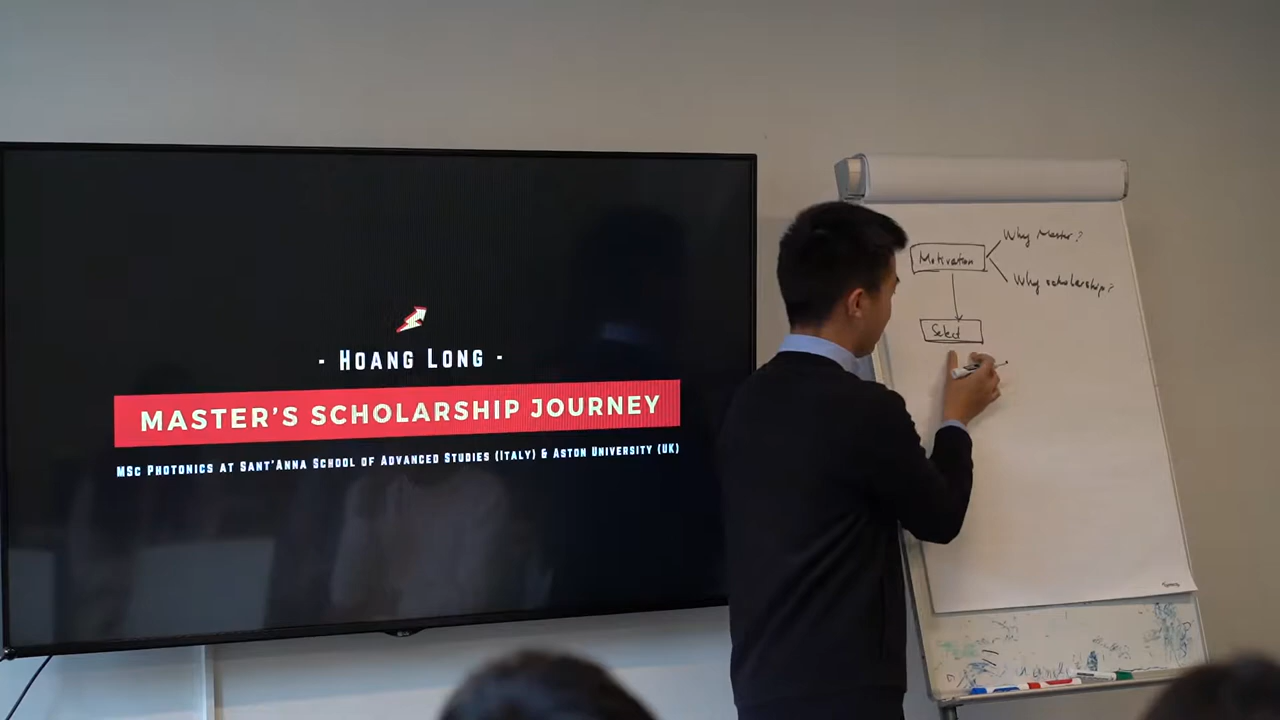 - HOANG LONG -
MASTER'S SCHOLARSHIP JOURNEY
MSC PHOTONICS AT SANT'ANNA SCHOOL OF ADVANCED STUDIES (ITALY) & ASTON UNIVERSITY (UK)
Why Master?
Motivation
Why scholarship?
Select